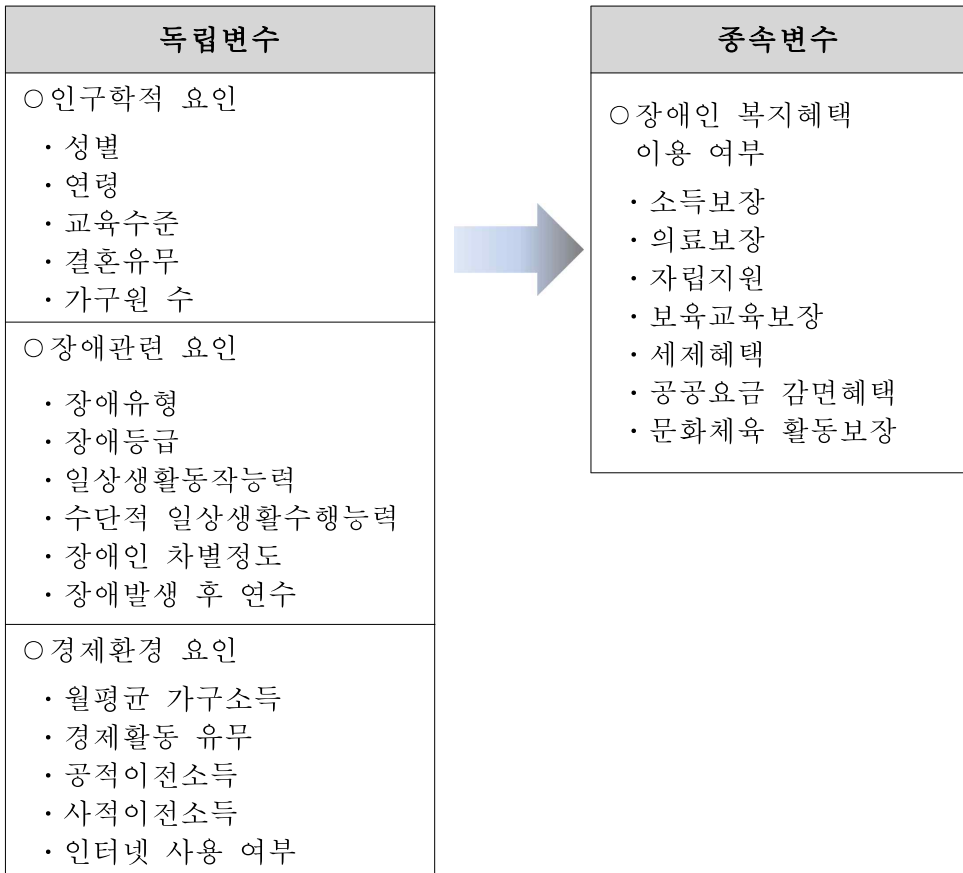 독립변수
○인구학적 요인
· 성별
· 연령
· 교육수준
· 결혼유무
· 가구원 수
○장애관련 요인
· 장애유형
· 장애등급
· 일상생활동작능력
· 수단적 일상생활수행능력
· 장애인 차별정도
· 장애발생 후 연수
○경제환경 요인
· 월평균 가구소득
· 경제활동 유무
· 공적이전소득
· 사적이전소득
· 인터넷 사용 여부
종속변수
○장애인 복지혜택
이용 여부
· 소득보장
· 의료보장
· 자립지원
· 보육교육보장
· 세제혜택
· 공공요금 감면혜택
· 문화체육 활동보장